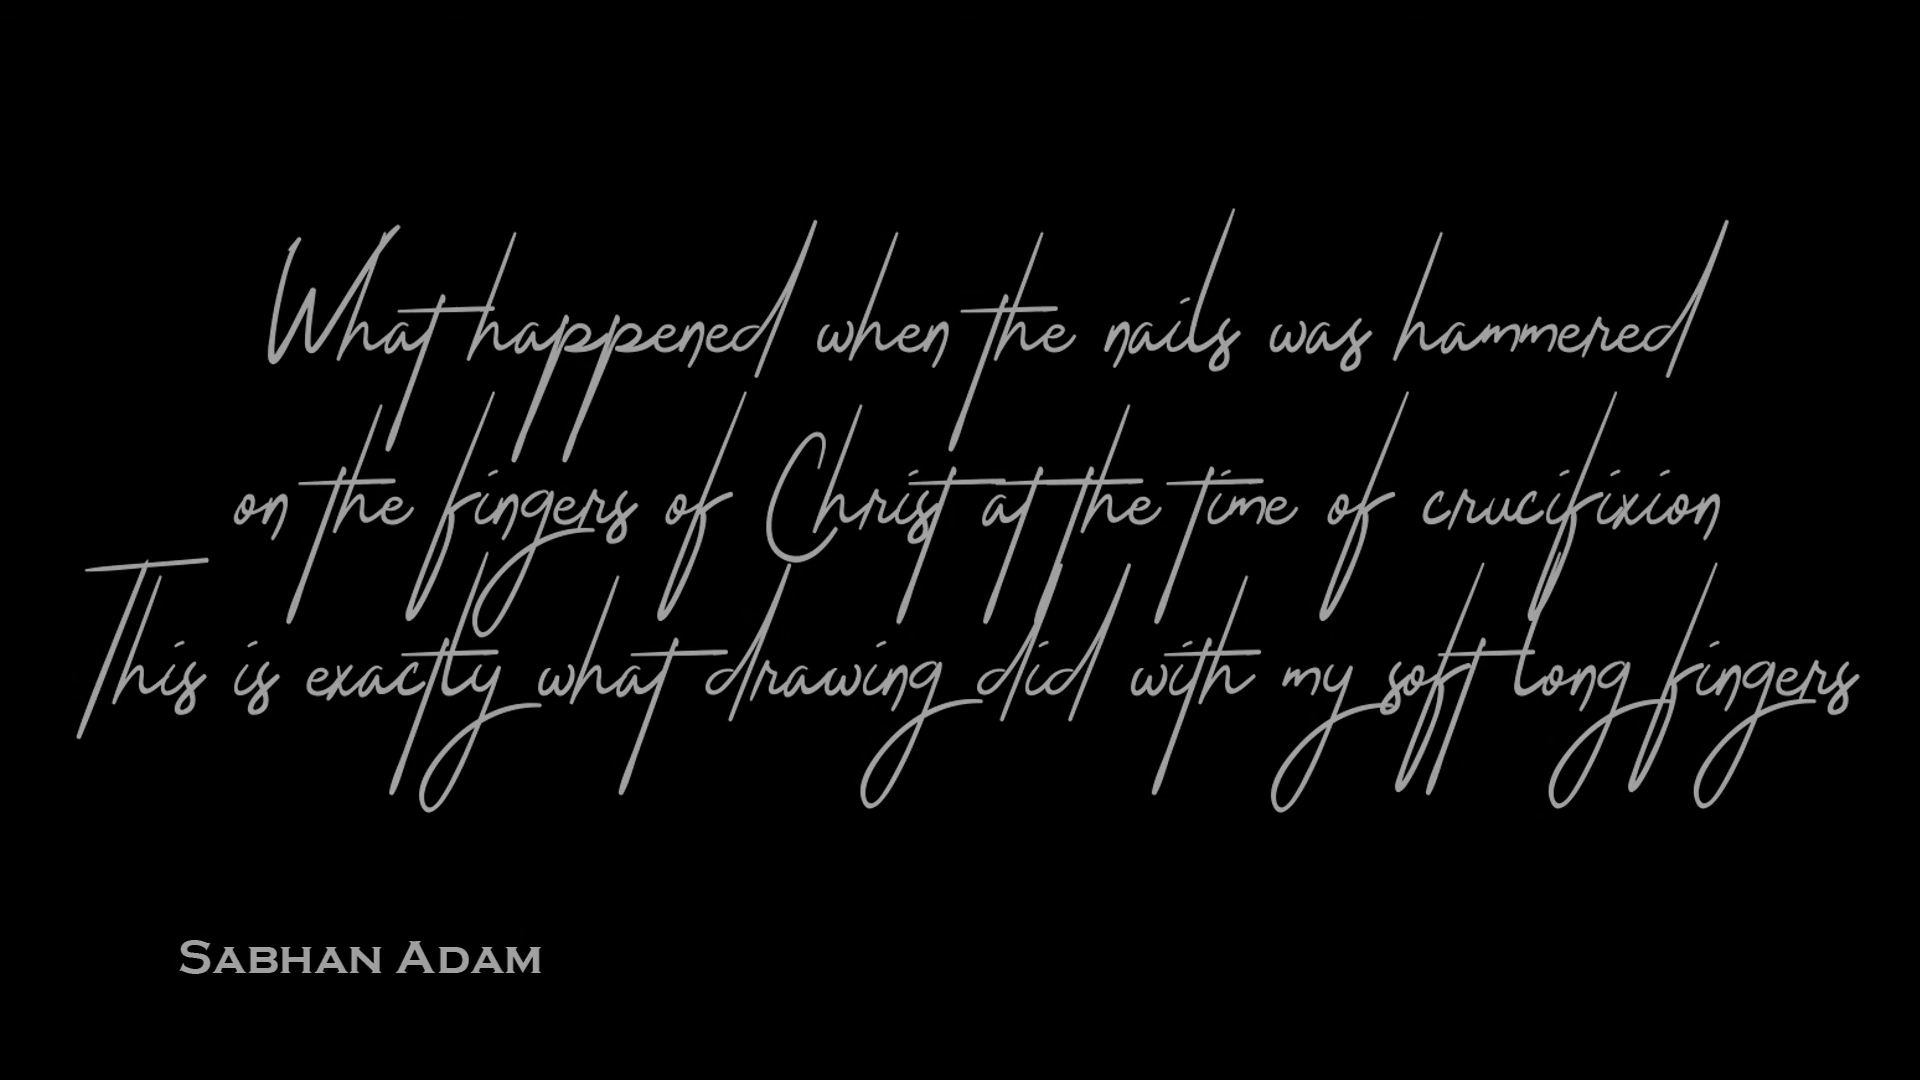 What happened when the nails was hammered
on the fingers of Christ at the time of crucifixion
This is exactly what drawing did with my soft long fingers
Sabhan Adam